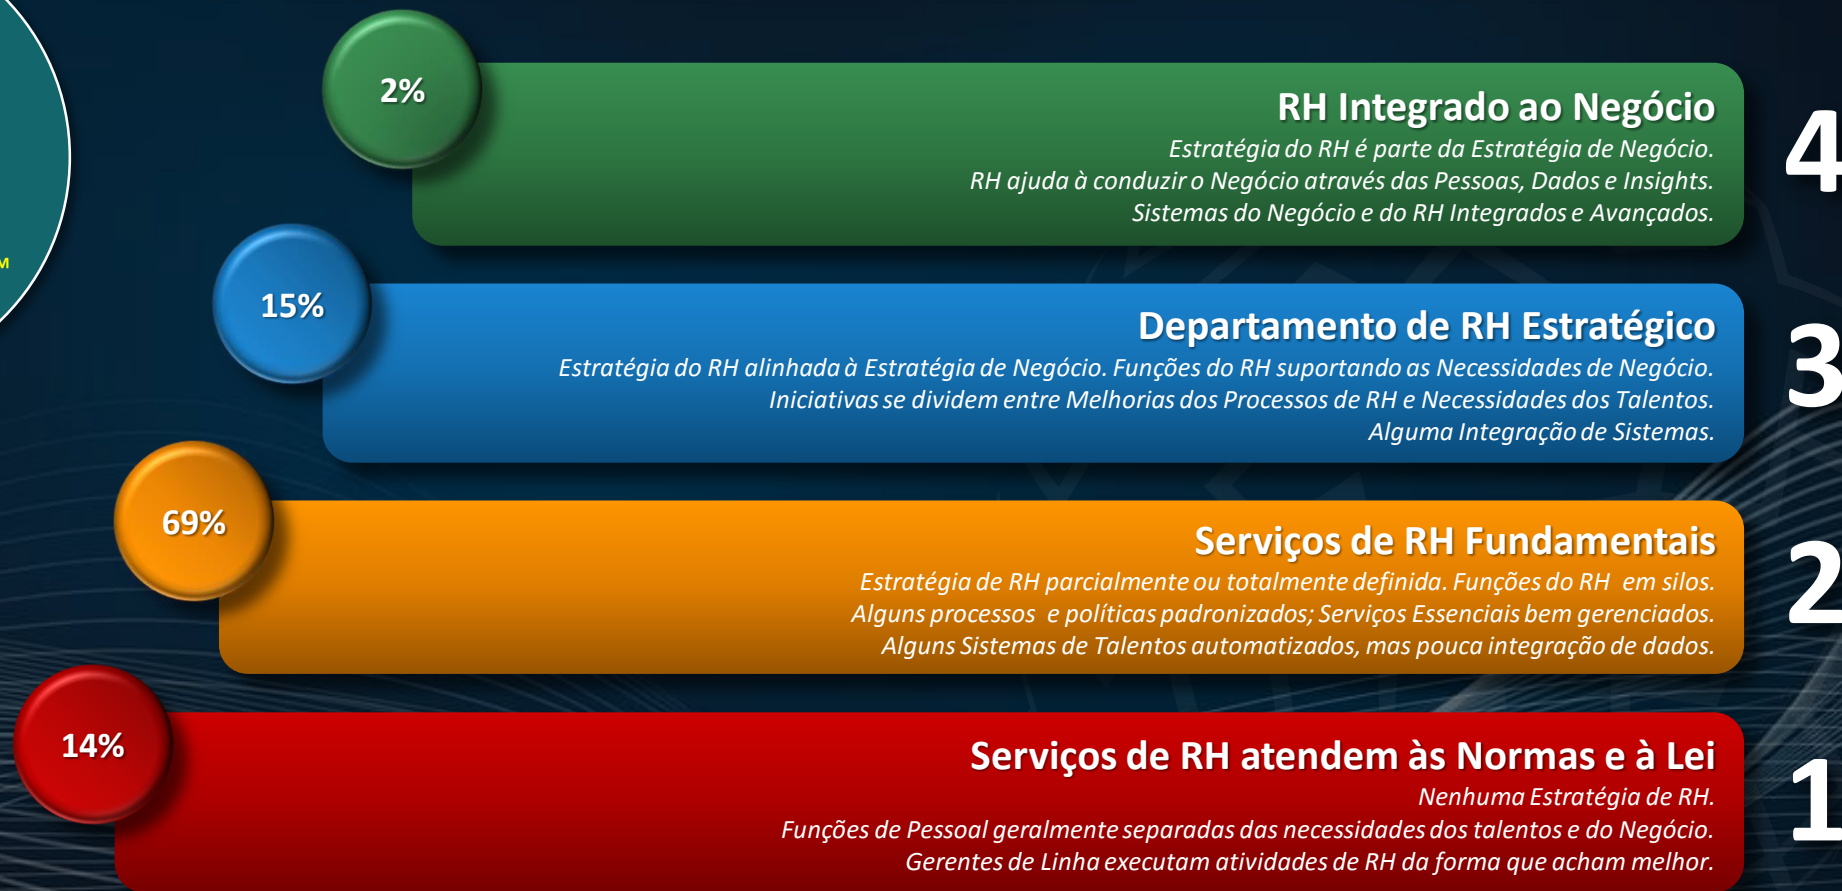 2%
RH Integrado ao Negócio
Estratégia do RH é parte da Estratégia de Negócio.
RH ajuda à conduzir o Negócio através das Pessoas, Dados e Insights.
Sistemas do Negócio e do RH Integrados e Avançados.
4
M
15%
Departamento de RH Estratégico
Estratégia do RH alinhada à Estratégia de Negócio. Funções do RH suportando as Necessidades de Negócio.
Iniciativas se dividem entre Melhorias dos Processos de RH e Necessidades dos Talentos.
Alguma Integração de Sistemas.
3
69%
Serviços de RH Fundamentais
Estratégia de RH parcialmente ou totalmente definida. Funções do RH em silos.
Alguns processos e políticas padronizados; Serviços Essenciais bem gerenciados.
Alguns Sistemas de Talentos automatizados, mas pouca integração de dados.
2
14%
Serviços de RH atendem às Normas e à Lei
Nenhuma Estratégia de RH.
Funções de Pessoal geralmente separadas das necessidades dos talentos e do Negócio.
Gerentes de Linha executam atividades de RH da forma que acham melhor.
1